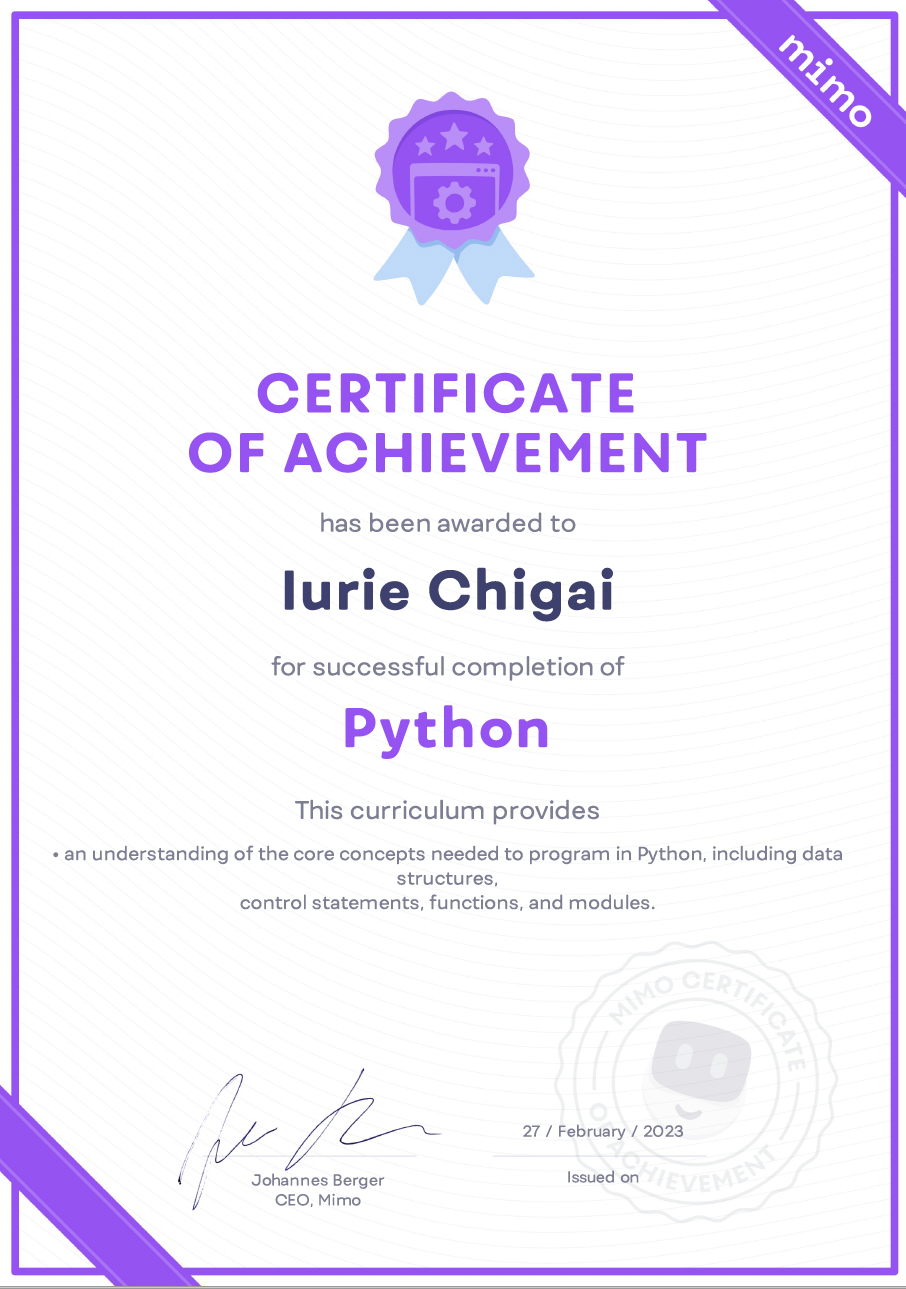 mimo
CERTIFICATE
OF ACHIEVEMENT
has been awarded to
Iurie Chigai
for successful completion of
Python
This curriculum provides
• an understanding of the core concepts needed to program in Python, including data
structures,
control statements, functions, and modules.
MIMO CERTIFICATE
OF ACHIEVEMENT
27 / February / 2023
Johannes Berger
CEO, Mimo
Issued on